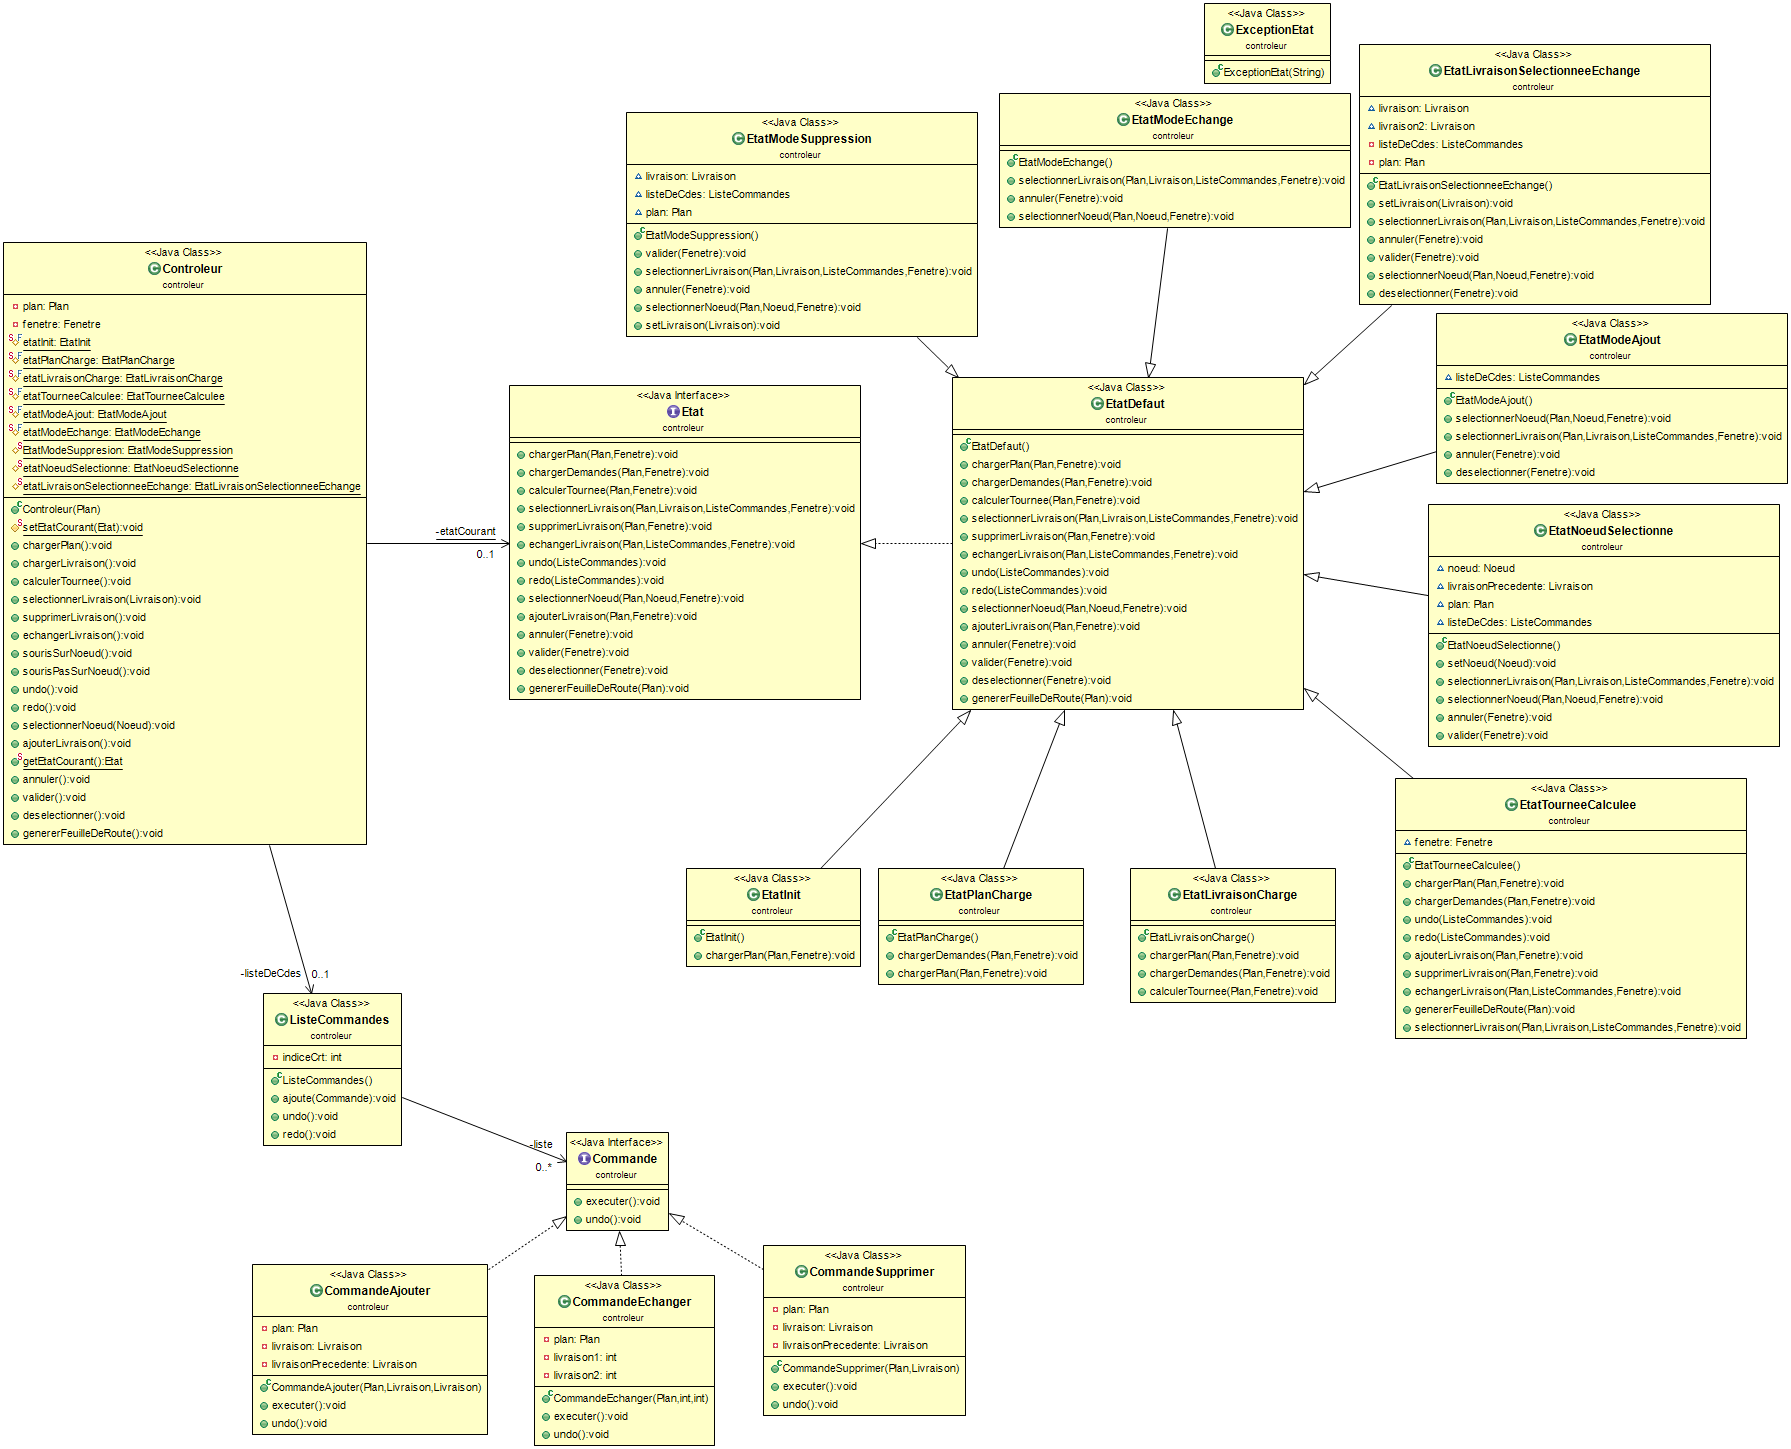 <<Java Class>>
ExceptionEtat
controleur
ExceptionEtat(String)
<<Java Class>>
EtatLivraisonSelectionneeEchange
controleur
livraison: Livraison
livraison2: Livraison
listeDeCdes: ListeCommandes
plan: Plan
EtatLivraisonSelectionneeEchange()
setLivraison(Livraison):void
selectionnerLivraison(Plan,Livraison,ListeCommandes,Fenetre):void
annuler(Fenetre):void
valider(Fenetre):void
selectionnerNoeud(Plan,Noeud,Fenetre):void
deselectionner(Fenetre):void
<<Java Class>>
EtatModeEchange
controleur
EtatModeEchange()
selectionnerLivraison(Plan,Livraison,ListeCommandes,Fenetre):void
annuler(Fenetre):void
selectionnerNoeud(Plan,Noeud,Fenetre):void
<<Java Class>>
EtatModeSuppression
controleur
livraison: Livraison
listeDeCdes: ListeCommandes
plan: Plan
EtatModeSuppression()
valider(Fenetre):void
selectionnerLivraison(Plan,Livraison,ListeCommandes,Fenetre):void
annuler(Fenetre):void
selectionnerNoeud(Plan,Noeud,Fenetre):void
setLivraison(Livraison):void
<<Java Class>>
Controleur
controleur
plan: Plan
fenetre: Fenetre
etatInit: EtatInit
etatPlanCharge: EtatPlanCharge
etatLivraisonCharge: EtatLivraisonCharge
etatTourneeCalculee: EtatTourneeCalculee
etatModeAjout: EtatModeAjout
etatModeEchange: EtatModeEchange
EtatModeSuppresion: EtatModeSuppression
etatNoeudSelectionne: EtatNoeudSelectionne
etatLivraisonSelectionneeEchange: EtatLivraisonSelectionneeEchange
Controleur(Plan)
setEtatCourant(Etat):void
chargerPlan():void
chargerLivraison():void
calculerTournee():void
selectionnerLivraison(Livraison):void
supprimerLivraison():void
echangerLivraison():void
sourisSurNoeud():void
sourisPasSurNoeud():void
undo():void
redo():void
selectionnerNoeud(Noeud):void
ajouterLivraison():void
getEtatCourant():Etat
annuler():void
valider():void
deselectionner():void
genererFeuilleDeRoute():void
-etatCourant
0..1
<<Java Interface>>
Etat
controleur
chargerPlan(Plan,Fenetre):void
chargerDemandes(Plan,Fenetre):void
calculerTournee(Plan,Fenetre):void
selectionnerLivraison(Plan,Livraison,ListeCommandes,Fenetre):void
supprimerLivraison(Plan,Fenetre):void
echangerLivraison(Plan,ListeCommandes,Fenetre):void
undo(ListeCommandes):void
redo(ListeCommandes):void
selectionnerNoeud(Plan,Noeud,Fenetre):void
ajouterLivraison(Plan,Fenetre):void
annuler(Fenetre):void
valider(Fenetre):void
deselectionner(Fenetre):void
genererFeuilleDeRoute(Plan):void
<<Java Class>>
EtatDefaut
controleur
EtatDefaut()
chargerPlan(Plan,Fenetre):void
chargerDemandes(Plan,Fenetre):void
calculerTournee(Plan,Fenetre):void
selectionnerLivraison(Plan,Livraison,ListeCommandes,Fenetre):void
supprimerLivraison(Plan,Fenetre):void
echangerLivraison(Plan,ListeCommandes,Fenetre):void
undo(ListeCommandes):void
redo(ListeCommandes):void
selectionnerNoeud(Plan,Noeud,Fenetre):void
ajouterLivraison(Plan,Fenetre):void
annuler(Fenetre):void
valider(Fenetre):void
deselectionner(Fenetre):void
genererFeuilleDeRoute(Plan):void
<<Java Class>>
EtatModeAjout
controleur
listeDeCdes: ListeCommandes
EtatModeAjout()
selectionnerNoeud(Plan,Noeud,Fenetre):void
selectionnerLivraison(Plan,Livraison,ListeCommandes,Fenetre):void
annuler(Fenetre):void
deselectionner(Fenetre):void
<<Java Class>>
EtatNoeudSelectionne
controleur
noeud: Noeud
livraisonPrecedente: Livraison
plan: Plan
listeDeCdes: ListeCommandes
EtatNoeudSelectionne()
setNoeud(Noeud):void
selectionnerLivraison(Plan,Livraison,ListeCommandes,Fenetre):void
selectionnerNoeud(Plan,Noeud,Fenetre):void
annuler(Fenetre):void
valider(Fenetre):void
<<Java Class>>
EtatTourneeCalculee
controleur
fenetre: Fenetre
EtatTourneeCalculee()
chargerPlan(Plan,Fenetre):void
chargerDemandes(Plan,Fenetre):void
undo(ListeCommandes):void
redo(ListeCommandes):void
ajouterLivraison(Plan,Fenetre):void
supprimerLivraison(Plan,Fenetre):void
echangerLivraison(Plan,ListeCommandes,Fenetre):void
genererFeuilleDeRoute(Plan):void
selectionnerLivraison(Plan,Livraison,ListeCommandes,Fenetre):void
<<Java Class>>
EtatInit
controleur
EtatInit()
chargerPlan(Plan,Fenetre):void
<<Java Class>>
EtatPlanCharge
controleur
EtatPlanCharge()
chargerDemandes(Plan,Fenetre):void
chargerPlan(Plan,Fenetre):void
<<Java Class>>
EtatLivraisonCharge
controleur
EtatLivraisonCharge()
chargerPlan(Plan,Fenetre):void
chargerDemandes(Plan,Fenetre):void
calculerTournee(Plan,Fenetre):void
-listeDeCdes
0..1
<<Java Class>>
ListeCommandes
controleur
indiceCrt: int
ListeCommandes()
ajoute(Commande):void
undo():void
redo():void
-liste
0..*
<<Java Interface>>
Commande
controleur
executer():void
undo():void
<<Java Class>>
CommandeAjouter
controleur
plan: Plan
livraison: Livraison
livraisonPrecedente: Livraison
CommandeAjouter(Plan,Livraison,Livraison)
executer():void
undo():void
<<Java Class>>
CommandeEchanger
controleur
plan: Plan
livraison1: int
livraison2: int
CommandeEchanger(Plan,int,int)
executer():void
undo():void
<<Java Class>>
CommandeSupprimer
controleur
plan: Plan
livraison: Livraison
livraisonPrecedente: Livraison
CommandeSupprimer(Plan,Livraison)
executer():void
undo():void